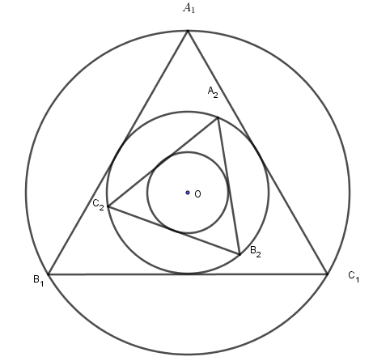 A₁
A₂
C₂
O
B₂
B₁
C₁